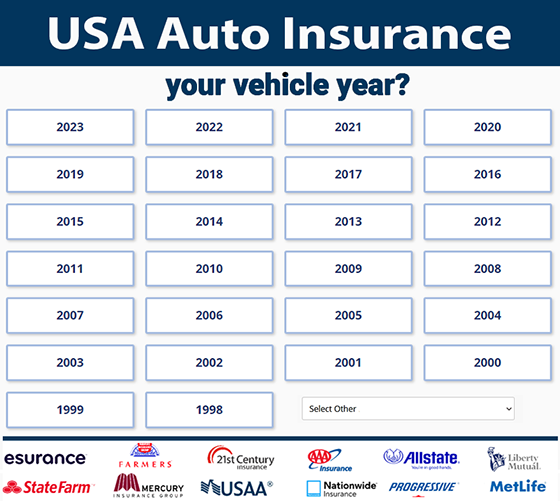 USA Auto Insurance
your vehicle year?
2023 2022 2021 2020
2019 2018 2017 2016
2015 2014 2013 2012
2011 2010 2009 2008
2007 2006 2005 2004
2003 2002 2001 2000
1999 1998 Select Other
esurance FARMERS 21st Century Insurance AAA Insurance Allstate. You're in good hands. Liberty Mutual.
StateFarm MERCURY INSURANCE GROUP USAA Nationwide Insurance PROGRESSIVE MetLife